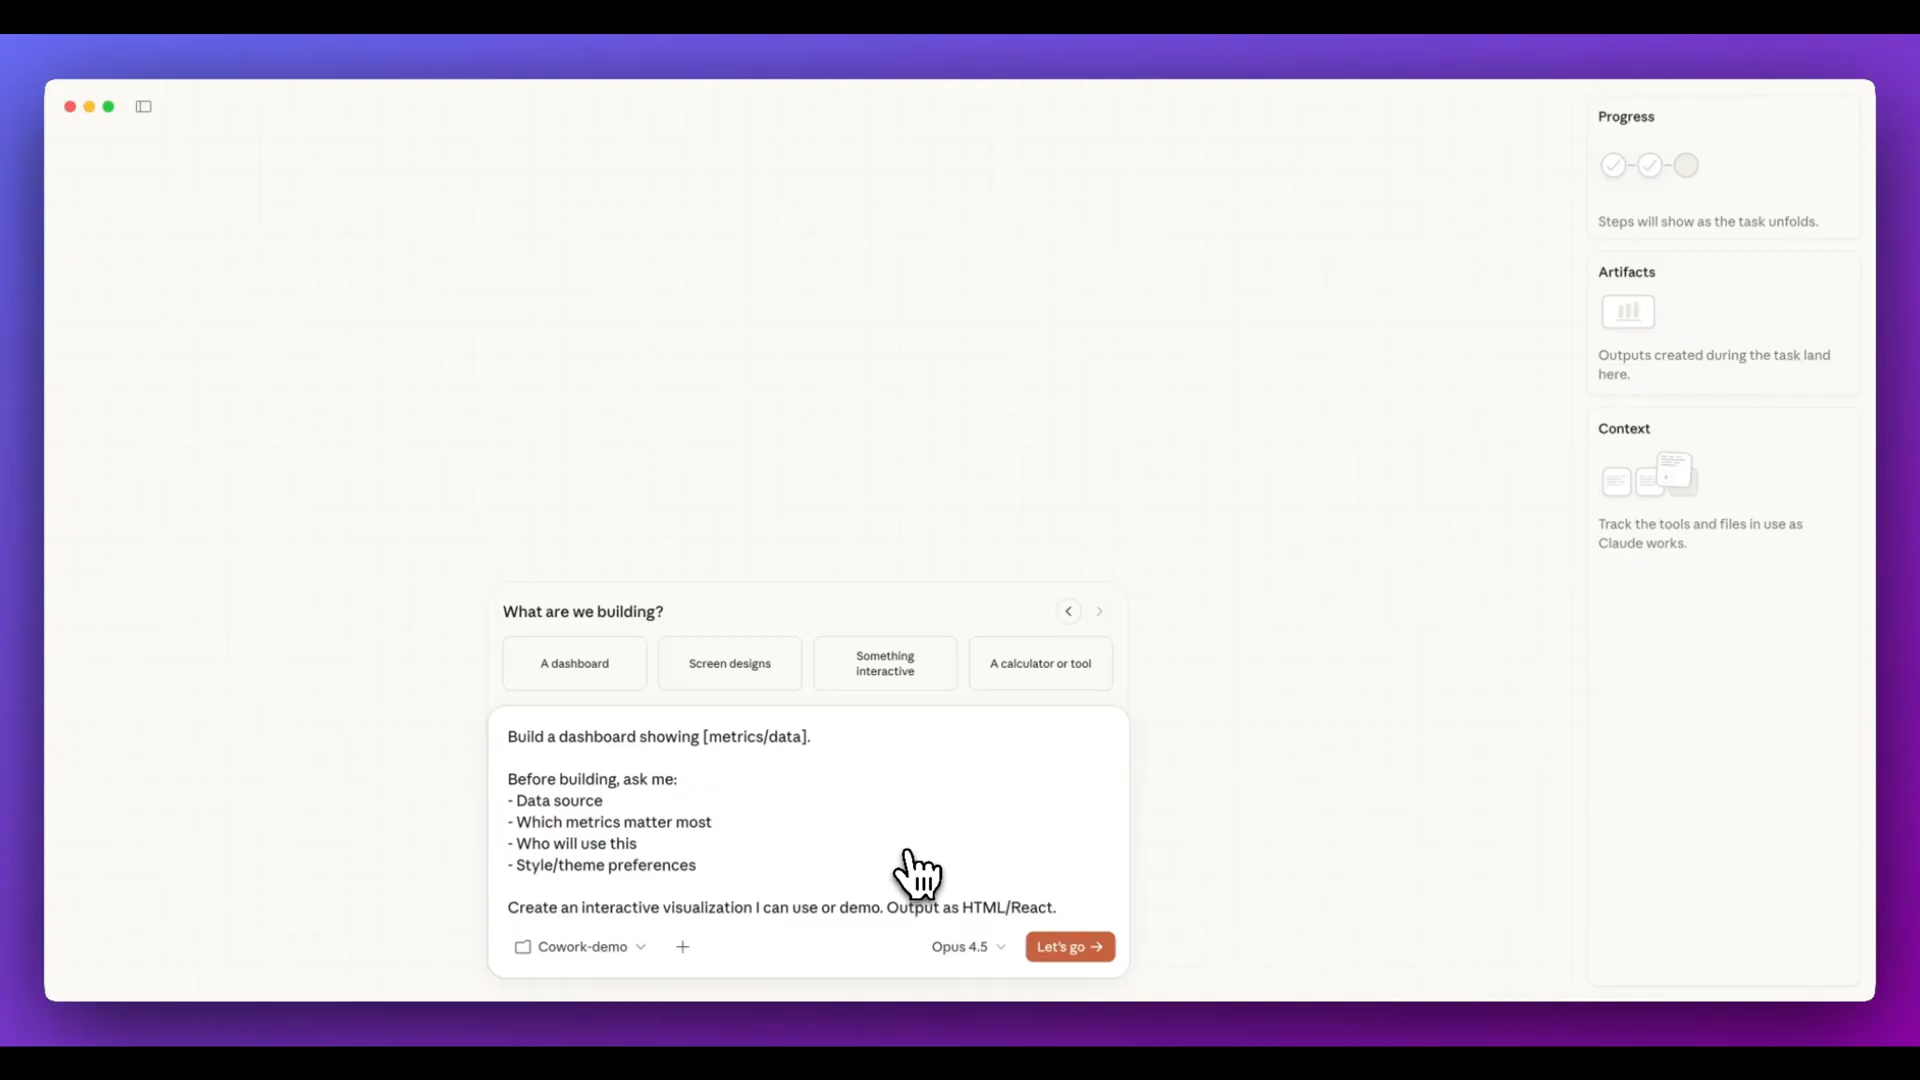 Progress
Steps will show as the task unfolds.
Artifacts
Outputs created during the task land
here.
Context
Track the tools and files in use as
Claude works.
What are we building?
A dashboard
Screen designs
Something
interactive
A calculator or tool
Build a dashboard showing [metrics/data].
Before building, ask me:
- Data source
- Which metrics matter most
- Who will use this
- Style/theme preferences
Create an interactive visualization I can use or demo. Output as HTML/React.
Cowork-demo
Opus 4.5
Let's go →